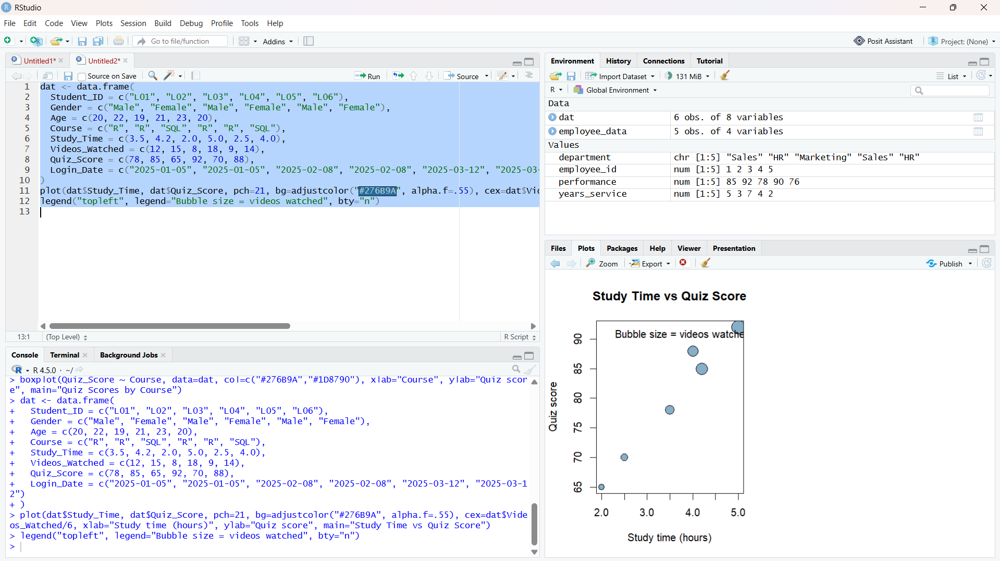 RStudio
File Edit Code View Plots Session Build Debug Profile Tools Help
Go to file/function Addins Posit Assistant Project: (None)
Untitled1* Untitled2*
Source on Save Run Source
1 dat <- data.frame(
2   Student_ID = c("L01", "L02", "L03", "L04", "L05", "L06"),
3   Gender = c("Male", "Female", "Male", "Female", "Male", "Female"),
4   Age = c(20, 22, 19, 21, 23, 20),
5   Course = c("R", "R", "SQL", "R", "R", "SQL"),
6   Study_Time = c(3.5, 4.2, 2.0, 5.0, 2.5, 4.0),
7   Videos_Watched = c(12, 15, 8, 18, 9, 14),
8   Quiz_Score = c(78, 85, 65, 92, 70, 88),
9   Login_Date = c("2025-01-05", "2025-01-05", "2025-02-08", "2025-02-08", "2025-03-12", "2025-03-
10 )
11 plot(dat$Study_Time, dat$Quiz_Score, pch=21, bg=adjustcolor("#276B9A", alpha.f=.55), cex=dat$Vid
12 legend("topleft", legend="Bubble size = videos watched", bty="n")
13
13:1 (Top Level) R Script
Console Terminal Background Jobs
R 4.5.0 · ~/
> boxplot(Quiz_Score ~ Course, data=dat, col=c("#276B9A","#1D8790"), xlab="Course", ylab="Quiz scor
e", main="Quiz Scores by Course")
> dat <- data.frame(
+   Student_ID = c("L01", "L02", "L03", "L04", "L05", "L06"),
+   Gender = c("Male", "Female", "Male", "Female", "Male", "Female"),
+   Age = c(20, 22, 19, 21, 23, 20),
+   Course = c("R", "R", "SQL", "R", "R", "SQL"),
+   Study_Time = c(3.5, 4.2, 2.0, 5.0, 2.5, 4.0),
+   Videos_Watched = c(12, 15, 8, 18, 9, 14),
+   Quiz_Score = c(78, 85, 65, 92, 70, 88),
+   Login_Date = c("2025-01-05", "2025-01-05", "2025-02-08", "2025-02-08", "2025-03-12", "2025-03-1
2")
+ )
> plot(dat$Study_Time, dat$Quiz_Score, pch=21, bg=adjustcolor("#276B9A", alpha.f=.55), cex=dat$Vide
os_Watched/6, xlab="Study time (hours)", ylab="Quiz score", main="Study Time vs Quiz Score")
> legend("topleft", legend="Bubble size = videos watched", bty="n")
>
Environment History Connections Tutorial
Import Dataset 131 MiB List
R Global Environment
Data
dat 6 obs. of 8 variables
employee_data 5 obs. of 4 variables
Values
department chr [1:5] "Sales" "HR" "Marketing" "Sales" "HR"
employee_id num [1:5] 1 2 3 4 5
performance num [1:5] 85 92 78 90 76
years_service num [1:5] 5 3 7 4 2
Files Plots Packages Help Viewer Presentation
Zoom Export Publish
Study Time vs Quiz Score
Bubble size = videos watche
90
85
80
75
70
65
Quiz score
2.0 3.0 4.0 5.0
Study time (hours)